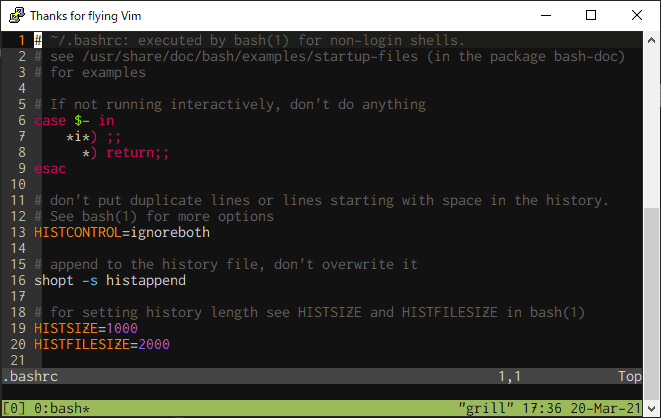 Thanks for flying Vim
1 # ~/.bashrc: executed by bash(1) for non-login shells.
2 # see /usr/share/doc/bash/examples/startup-files (in the package bash-doc)
3 # for examples
4
5 # If not running interactively, don't do anything
6 case $- in
7     *i*) ;;
8       *) return;;
9 esac
10
11 # don't put duplicate lines or lines starting with space in the history.
12 # See bash(1) for more options
13 HISTCONTROL=ignoreboth
14
15 # append to the history file, don't overwrite it
16 shopt -s histappend
17
18 # for setting history length see HISTSIZE and HISTFILESIZE in bash(1)
19 HISTSIZE=1000
20 HISTFILESIZE=2000
21
.bashrc 1,1 Top
[0] 0:bash* "grill" 17:36 20-Mar-21